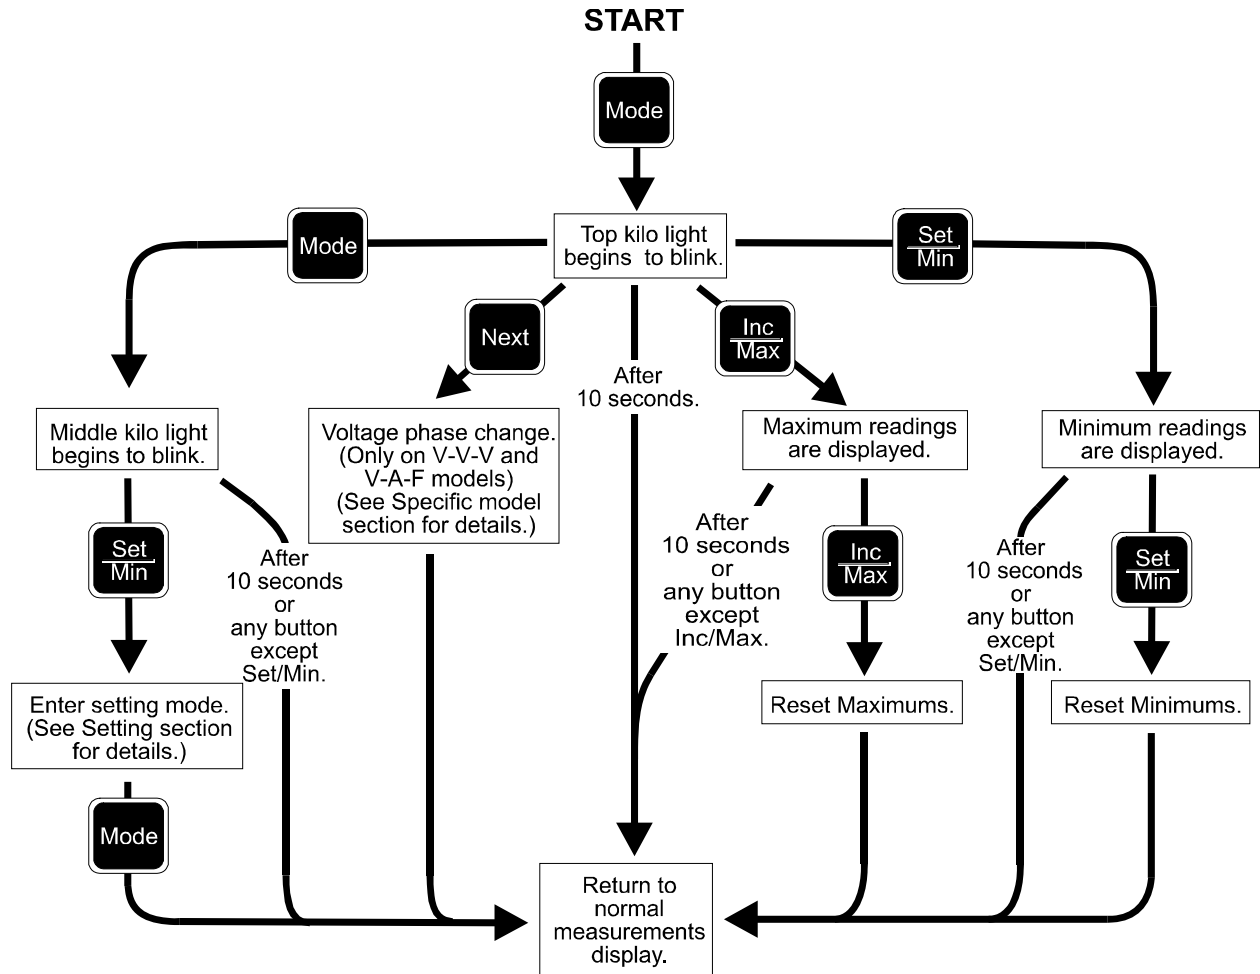 START
Mode
Top kilo light
begins to blink.
Mode
Set
Min
Next
Inc
Max
After
10 seconds.
Middle kilo light
begins to blink.
Voltage phase change.
(Only on V-V-V and
V-A-F models)
(See Specific model
section for details.)
Maximum readings
are displayed.
Minimum readings
are displayed.
Set
Min
After
10 seconds
or
any button
except
Set/Min.
After
10 seconds
or
any button
except
Inc/Max.
Inc
Max
After
10 seconds
or
any button
except
Set/Min.
Set
Min
Enter setting mode.
(See Setting section
for details.)
Reset Maximums.
Reset Minimums.
Mode
Return to
normal
measurements
display.